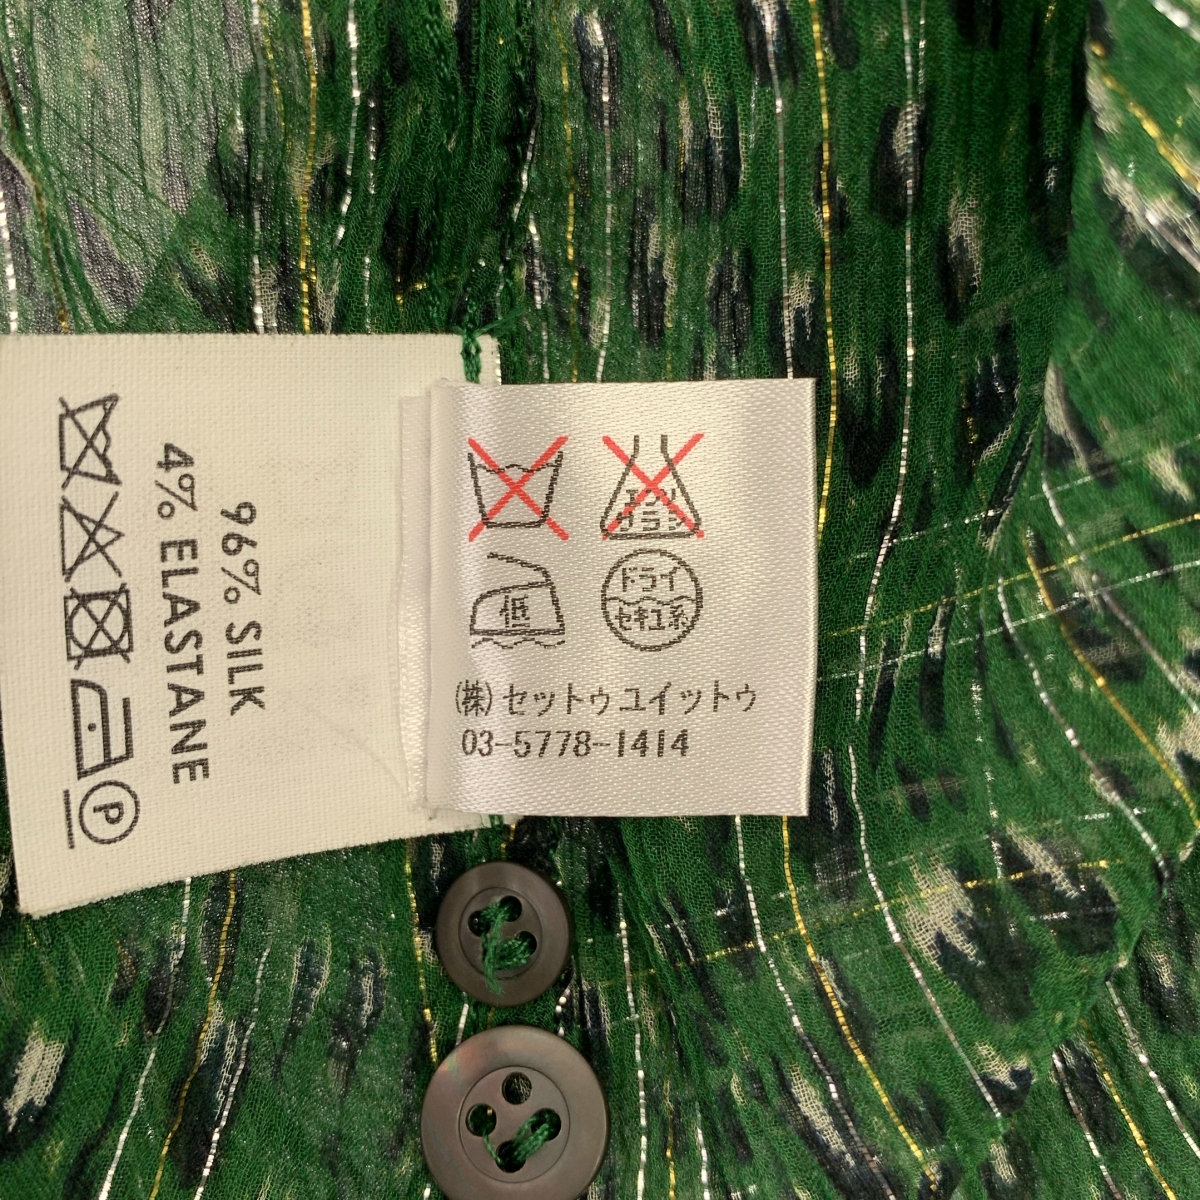 96% SILK
4% ELASTANE
P
エンソ
サラシ
低
ドライ
セキユ系
(株)セットゥ ユイットゥ
03-5778-1414